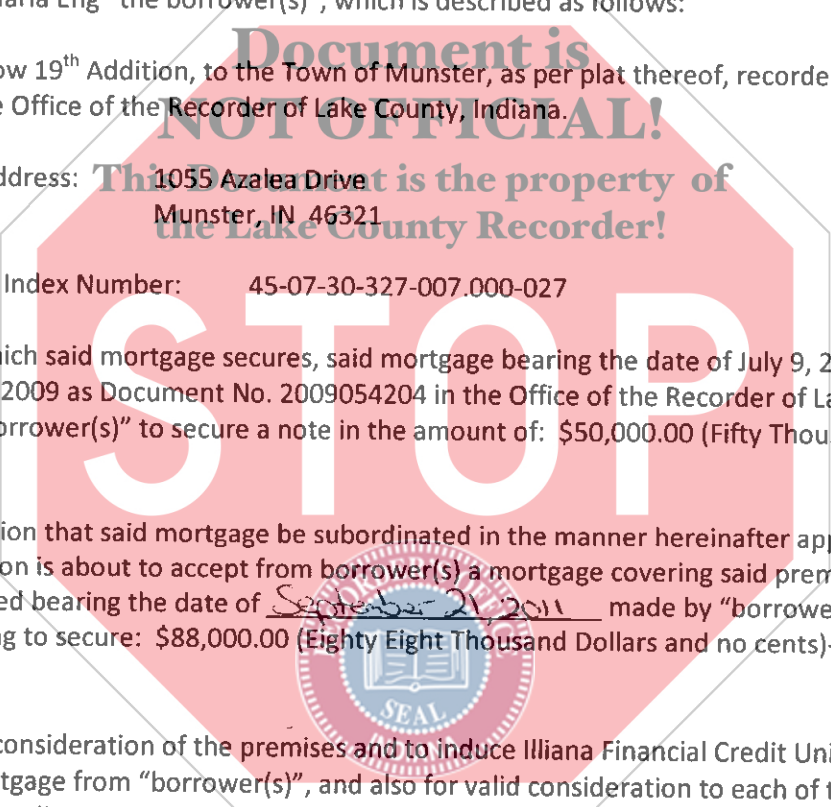 "the borrower(s)", which is described as follows:
Document is
ow 19th Addition, to the Town of Munster, as per plat thereof, recorde
NOT OFFICIAL!
e Office of the Recorder of Lake County, Indiana.
This Document is the property of
ddress: 1055 Azalea Drive
Munster, IN 46321
the Lake County Recorder!
Index Number: 45-07-30-327-007.000-027
STOP
hich said mortgage secures, said mortgage bearing the date of July 9, 2
2009 as Document No. 2009054204 in the Office of the Recorder of La
orrower(s)" to secure a note in the amount of: $50,000.00 (Fifty Thou
ion that said mortgage be subordinated in the manner hereinafter app
on is about to accept from borrower(s) a mortgage covering said prem
ed bearing the date of September 21, 2011 made by "borrowe
ng to secure: $88,000.00 (Eighty Eight Thousand Dollars and no cents)-
SEAL
INDIANA
consideration of the premises and to induce Illiana Financial Credit Uni
tgage from "borrower(s)", and also for valid consideration to each of t